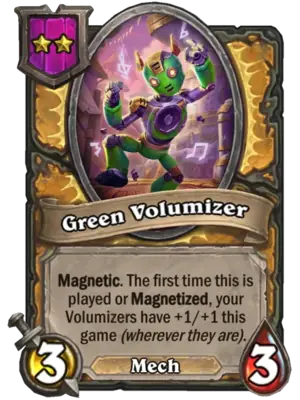 Green Volumizer
Magnetic. The first time this is
played or Magnetized, your
Volumizers have +1/+1 this
game (wherever they are).
3
Mech
3